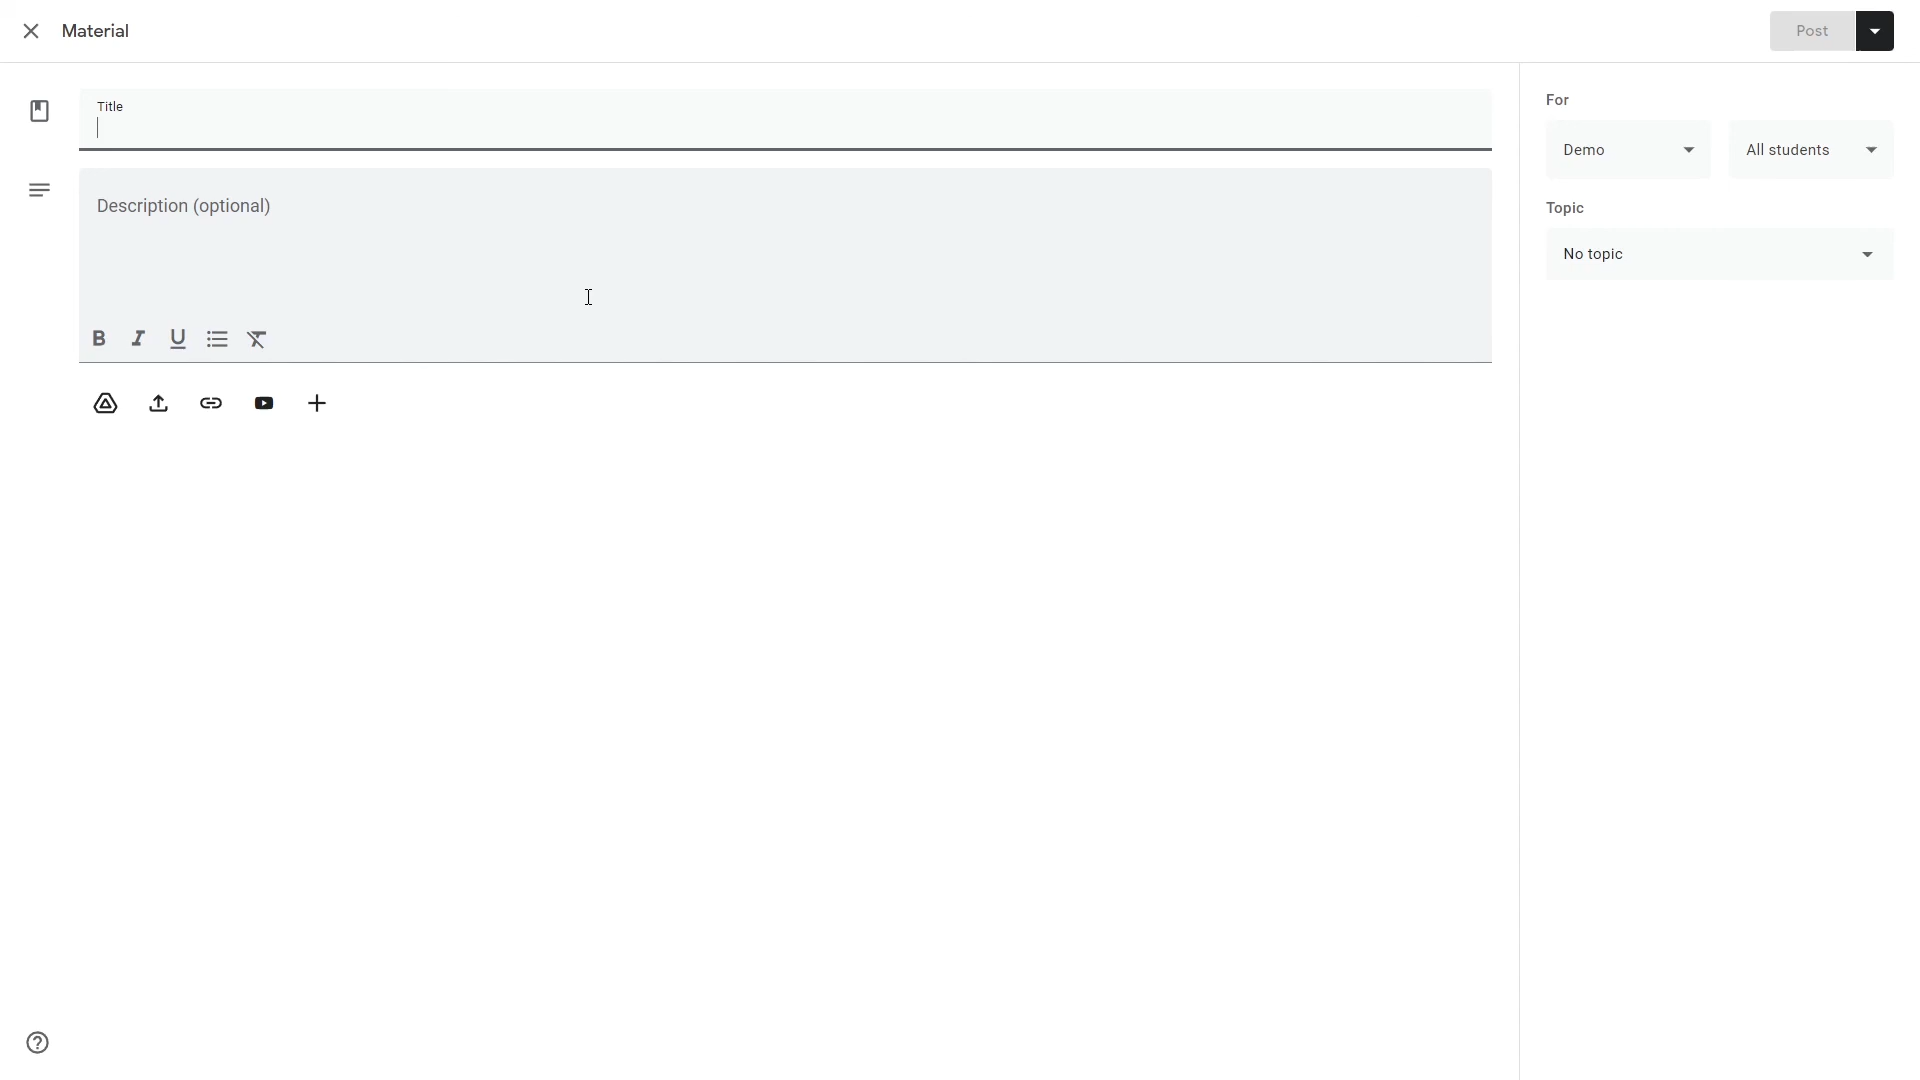 Material
Post
Title
Description (optional)
For
Demo
All students
Topic
No topic